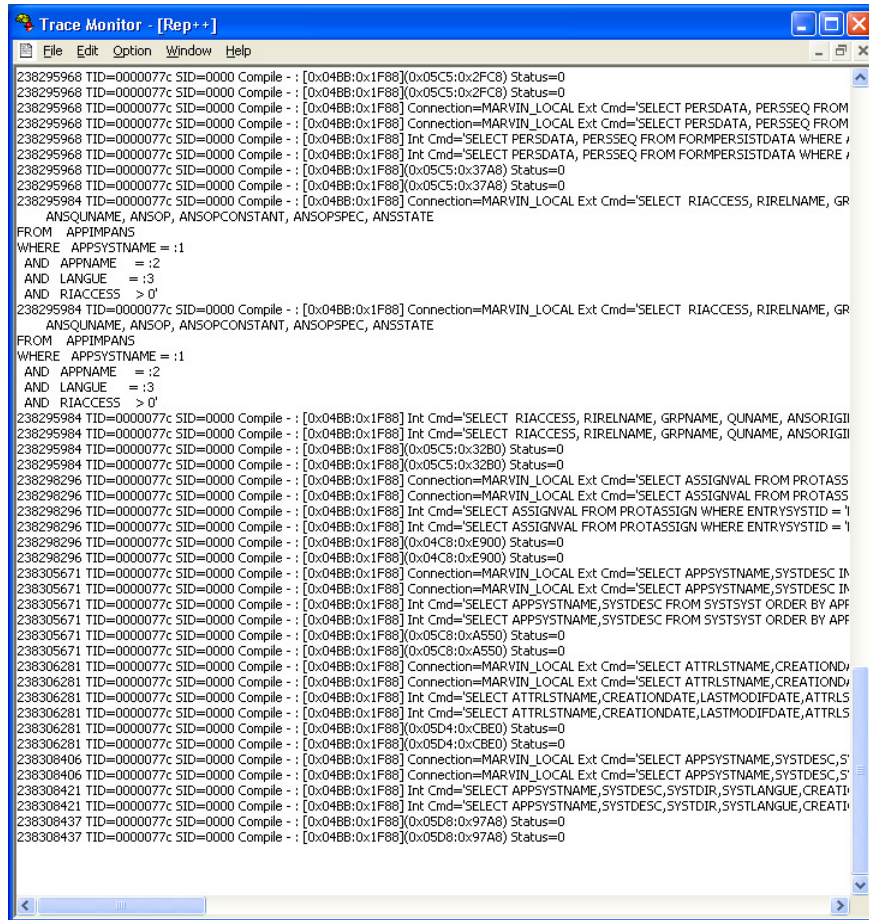 Trace Monitor - [Rep++]
File Edit Option Window Help
238295968 TID=0000077c SID=0000 Compile - : [0x04BB:0x1F88](0x05C5:0x2FC8) Status=0
238295968 TID=0000077c SID=0000 Compile - : [0x04BB:0x1F88](0x05C5:0x2FC8) Status=0
238295968 TID=0000077c SID=0000 Compile - : [0x04BB:0x1F88] Connection=MARVIN_LOCAL Ext Cmd='SELECT PERSDATA, PERSSEQ FROM
238295968 TID=0000077c SID=0000 Compile - : [0x04BB:0x1F88] Connection=MARVIN_LOCAL Ext Cmd='SELECT PERSDATA, PERSSEQ FROM
238295968 TID=0000077c SID=0000 Compile - : [0x04BB:0x1F88] Int Cmd='SELECT PERSDATA, PERSSEQ FROM FORMPERSISTDATA WHERE
238295968 TID=0000077c SID=0000 Compile - : [0x04BB:0x1F88] Int Cmd='SELECT PERSDATA, PERSSEQ FROM FORMPERSISTDATA WHERE
238295968 TID=0000077c SID=0000 Compile - : [0x04BB:0x1F88](0x05C5:0x37A8) Status=0
238295968 TID=0000077c SID=0000 Compile - : [0x04BB:0x1F88](0x05C5:0x37A8) Status=0
238295984 TID=0000077c SID=0000 Compile - : [0x04BB:0x1F88] Connection=MARVIN_LOCAL Ext Cmd='SELECT RIACCESS, RIRELNAME, GR
ANSQUNAME, ANSOP, ANSOPCONSTANT, ANSOPSPEC, ANSSTATE
FROM APPIMPANS
WHERE APPSYSTNAME = :1
AND APPNAME = :2
AND LANGUE = :3
AND RIACCESS > 0'
238295984 TID=0000077c SID=0000 Compile - : [0x04BB:0x1F88] Connection=MARVIN_LOCAL Ext Cmd='SELECT RIACCESS, RIRELNAME, GR
ANSQUNAME, ANSOP, ANSOPCONSTANT, ANSOPSPEC, ANSSTATE
FROM APPIMPANS
WHERE APPSYSTNAME = :1
AND APPNAME = :2
AND LANGUE = :3
AND RIACCESS > 0'
238295984 TID=0000077c SID=0000 Compile - : [0x04BB:0x1F88] Int Cmd='SELECT RIACCESS, RIRELNAME, GRPNAME, QUNAME, ANSORIGI
238295984 TID=0000077c SID=0000 Compile - : [0x04BB:0x1F88] Int Cmd='SELECT RIACCESS, RIRELNAME, GRPNAME, QUNAME, ANSORIGI
238295984 TID=0000077c SID=0000 Compile - : [0x04BB:0x1F88](0x05C5:0x32B0) Status=0
238295984 TID=0000077c SID=0000 Compile - : [0x04BB:0x1F88](0x05C5:0x32B0) Status=0
238298296 TID=0000077c SID=0000 Compile - : [0x04BB:0x1F88] Connection=MARVIN_LOCAL Ext Cmd='SELECT ASSIGNVAL FROM PROTASS
238298296 TID=0000077c SID=0000 Compile - : [0x04BB:0x1F88] Connection=MARVIN_LOCAL Ext Cmd='SELECT ASSIGNVAL FROM PROTASS
238298296 TID=0000077c SID=0000 Compile - : [0x04BB:0x1F88] Int Cmd='SELECT ASSIGNVAL FROM PROTASSIGN WHERE ENTRYSYSTID = '
238298296 TID=0000077c SID=0000 Compile - : [0x04BB:0x1F88] Int Cmd='SELECT ASSIGNVAL FROM PROTASSIGN WHERE ENTRYSYSTID = '
238298296 TID=0000077c SID=0000 Compile - : [0x04BB:0x1F88](0x04C8:0xE900) Status=0
238298296 TID=0000077c SID=0000 Compile - : [0x04BB:0x1F88](0x04C8:0xE900) Status=0
238305671 TID=0000077c SID=0000 Compile - : [0x04BB:0x1F88] Connection=MARVIN_LOCAL Ext Cmd='SELECT APPSYSTNAME,SYSTDESC IN
238305671 TID=0000077c SID=0000 Compile - : [0x04BB:0x1F88] Connection=MARVIN_LOCAL Ext Cmd='SELECT APPSYSTNAME,SYSTDESC IN
238305671 TID=0000077c SID=0000 Compile - : [0x04BB:0x1F88] Int Cmd='SELECT APPSYSTNAME,SYSTDESC FROM SYSTSYST ORDER BY APP
238305671 TID=0000077c SID=0000 Compile - : [0x04BB:0x1F88] Int Cmd='SELECT APPSYSTNAME,SYSTDESC FROM SYSTSYST ORDER BY APP
238305671 TID=0000077c SID=0000 Compile - : [0x04BB:0x1F88](0x05C8:0xA550) Status=0
238305671 TID=0000077c SID=0000 Compile - : [0x04BB:0x1F88](0x05C8:0xA550) Status=0
238306281 TID=0000077c SID=0000 Compile - : [0x04BB:0x1F88] Connection=MARVIN_LOCAL Ext Cmd='SELECT ATTRLSTNAME,CREATIONDA
238306281 TID=0000077c SID=0000 Compile - : [0x04BB:0x1F88] Connection=MARVIN_LOCAL Ext Cmd='SELECT ATTRLSTNAME,CREATIONDA
238306281 TID=0000077c SID=0000 Compile - : [0x04BB:0x1F88] Int Cmd='SELECT ATTRLSTNAME,CREATIONDATE,LASTMODIFDATE,ATTRLS
238306281 TID=0000077c SID=0000 Compile - : [0x04BB:0x1F88] Int Cmd='SELECT ATTRLSTNAME,CREATIONDATE,LASTMODIFDATE,ATTRLS
238306281 TID=0000077c SID=0000 Compile - : [0x04BB:0x1F88](0x05D4:0xCBE0) Status=0
238306281 TID=0000077c SID=0000 Compile - : [0x04BB:0x1F88](0x05D4:0xCBE0) Status=0
238308406 TID=0000077c SID=0000 Compile - : [0x04BB:0x1F88] Connection=MARVIN_LOCAL Ext Cmd='SELECT APPSYSTNAME,SYSTDESC,S
238308406 TID=0000077c SID=0000 Compile - : [0x04BB:0x1F88] Connection=MARVIN_LOCAL Ext Cmd='SELECT APPSYSTNAME,SYSTDESC,S
238308421 TID=0000077c SID=0000 Compile - : [0x04BB:0x1F88] Int Cmd='SELECT APPSYSTNAME,SYSTDESC,SYSTDIR,SYSTLANGUE,CREATI
238308421 TID=0000077c SID=0000 Compile - : [0x04BB:0x1F88] Int Cmd='SELECT APPSYSTNAME,SYSTDESC,SYSTDIR,SYSTLANGUE,CREATI
238308437 TID=0000077c SID=0000 Compile - : [0x04BB:0x1F88](0x05D8:0x97A8) Status=0
238308437 TID=0000077c SID=0000 Compile - : [0x04BB:0x1F88](0x05D8:0x97A8) Status=0